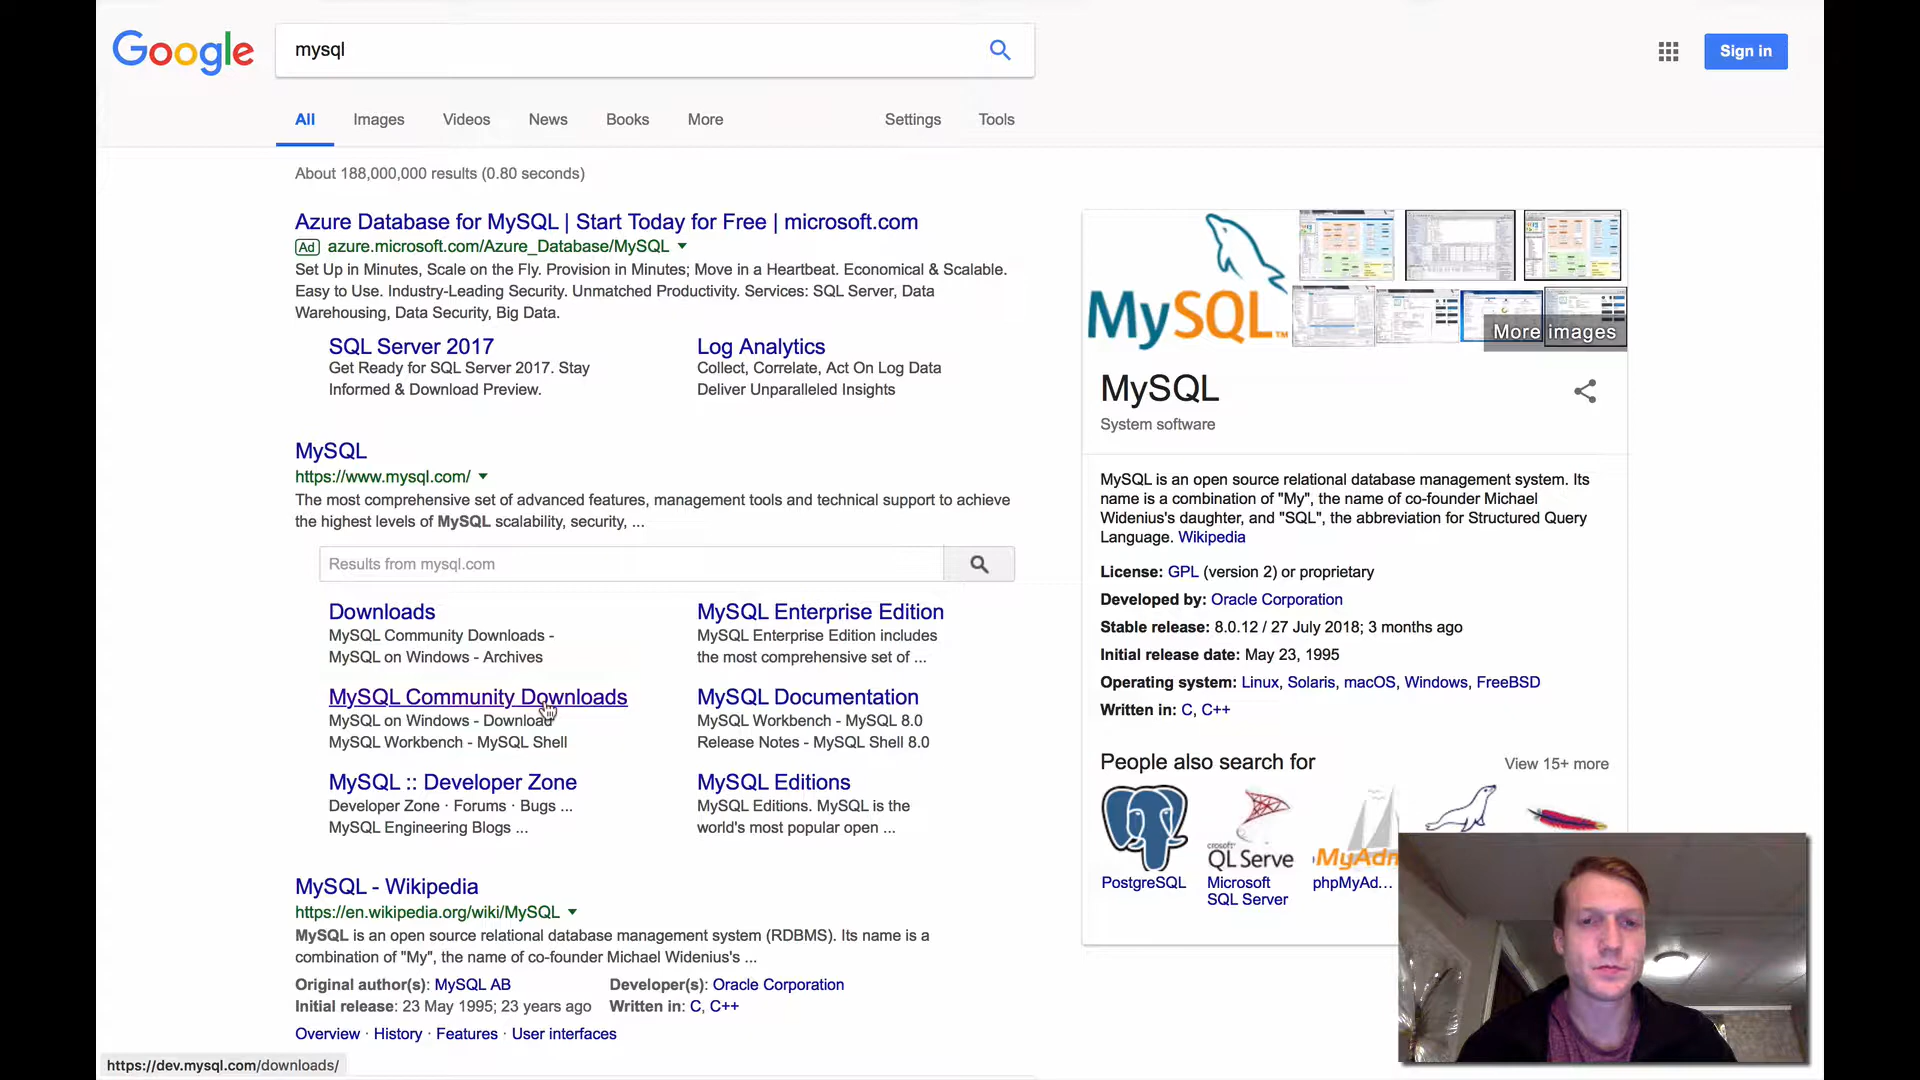 Google
mysql
Sign in
All
Images
Videos
News
Books
More
Settings
Tools
About 188,000,000 results (0.80 seconds)
Azure Database for MySQL | Start Today for Free | microsoft.com
Ad azure.microsoft.com/Azure_Database/MySQL
Set Up in Minutes, Scale on the Fly. Provision in Minutes; Move in a Heartbeat. Economical & Scalable.
Easy to Use. Industry-Leading Security. Unmatched Productivity. Services: SQL Server, Data
Warehousing, Data Security, Big Data.
SQL Server 2017
Get Ready for SQL Server 2017. Stay
Informed & Download Preview.
Log Analytics
Collect, Correlate, Act On Log Data
Deliver Unparalleled Insights
MySQL
https://www.mysql.com/
The most comprehensive set of advanced features, management tools and technical support to achieve
the highest levels of MySQL scalability, security, ...
Results from mysql.com
Downloads
MySQL Community Downloads -
MySQL on Windows - Archives
MySQL Enterprise Edition
MySQL Enterprise Edition includes
the most comprehensive set of ...
MySQL Community Downloads
MySQL on Windows - Download
MySQL Workbench - MySQL Shell
MySQL Documentation
MySQL Workbench - MySQL 8.0
Release Notes - MySQL Shell 8.0
MySQL :: Developer Zone
Developer Zone · Forums · Bugs ...
MySQL Engineering Blogs ...
MySQL Editions
MySQL Editions. MySQL is the
world's most popular open ...
MySQL - Wikipedia
https://en.wikipedia.org/wiki/MySQL
MySQL is an open source relational database management system (RDBMS). Its name is a
combination of "My", the name of co-founder Michael Widenius's ...
Original author(s): MySQL AB
Developer(s): Oracle Corporation
Initial release: 23 May 1995; 23 years ago
Written in: C, C++
Overview · History · Features · User interfaces
https://dev.mysql.com/downloads/
MySQL™
More images
MySQL
System software
MySQL is an open source relational database management system. Its
name is a combination of "My", the name of co-founder Michael
Widenius's daughter, and "SQL", the abbreviation for Structured Query
Language. Wikipedia
License: GPL (version 2) or proprietary
Developed by: Oracle Corporation
Stable release: 8.0.12 / 27 July 2018; 3 months ago
Initial release date: May 23, 1995
Operating system: Linux, Solaris, macOS, Windows, FreeBSD
Written in: C, C++
People also search for
View 15+ more
crosoft
QL Serve
MyAdm
PostgreSQL
Microsoft
SQL Server
phpMyAd...